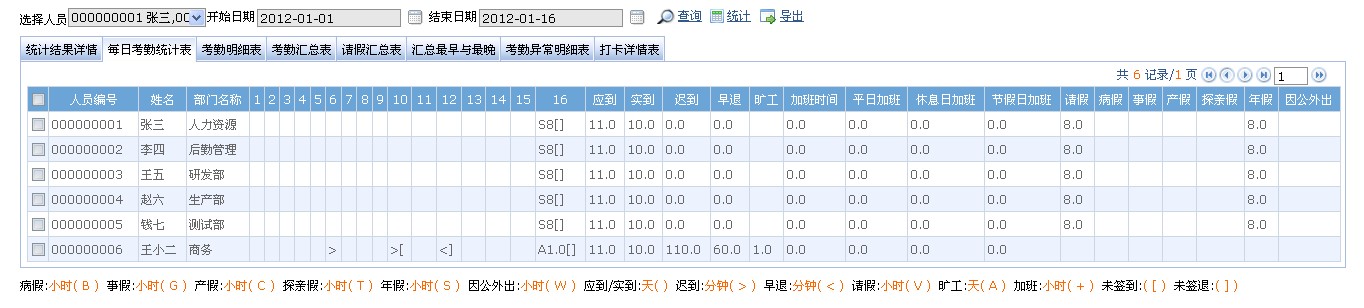 选择人员 000000001 张三,00 开始日期 2012-01-01 结束日期 2012-01-16 查询 统计 导出
统计结果详情 每日考勤统计表 考勤明细表 考勤汇总表 请假汇总表 汇总最早与最晚 考勤异常明细表 打卡详情表
共 6 记录/1 页 1
人员编号 姓名 部门名称 1 2 3 4 5 6 7 8 9 10 11 12 13 14 15 16 应到 实到 迟到 早退 旷工 加班时间 平日加班 休息日加班 节假日加班 请假 病假 事假 产假 探亲假 年假 因公外出
000000001 张三 人力资源 S8[] 11.0 10.0 0.0 0.0 0.0 0.0 0.0 0.0 8.0 8.0
000000002 李四 后勤管理 S8[] 11.0 10.0 0.0 0.0 0.0 0.0 0.0 0.0 8.0 8.0
000000003 王五 研发部 S8[] 11.0 10.0 0.0 0.0 0.0 0.0 0.0 0.0 8.0 8.0
000000004 赵六 生产部 S8[] 11.0 10.0 0.0 0.0 0.0 0.0 0.0 0.0 8.0 8.0
000000005 钱七 测试部 S8[] 11.0 10.0 0.0 0.0 0.0 0.0 0.0 0.0 8.0 8.0
000000006 王小二 商务 > >[ <] A1.0[] 11.0 10.0 110.0 60.0 1.0 0.0 0.0 0.0 0.0
病假:小时( B ) 事假:小时( G ) 产假:小时( C ) 探亲假:小时( T ) 年假:小时( S ) 因公外出:小时( W ) 应到/实到:天( ) 迟到:分钟( > ) 早退:分钟( < ) 请假:小时( V ) 旷工:天( A ) 加班:小时( + ) 未签到:( [ ) 未签退:( ] )